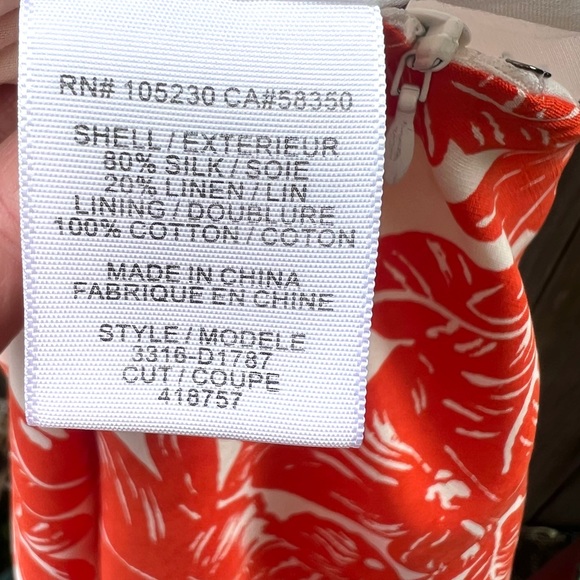 RN# 105230 CA#58350
SHELL / EXTERIEUR
80% SILK / SOIE
20% LINEN / LIN
LINING / DOUBLURE
100% COTTON / COTON
MADE IN CHINA
FABRIQUE EN CHINE
STYLE / MODELE
3316-D1787
CUT / COUPE
418757